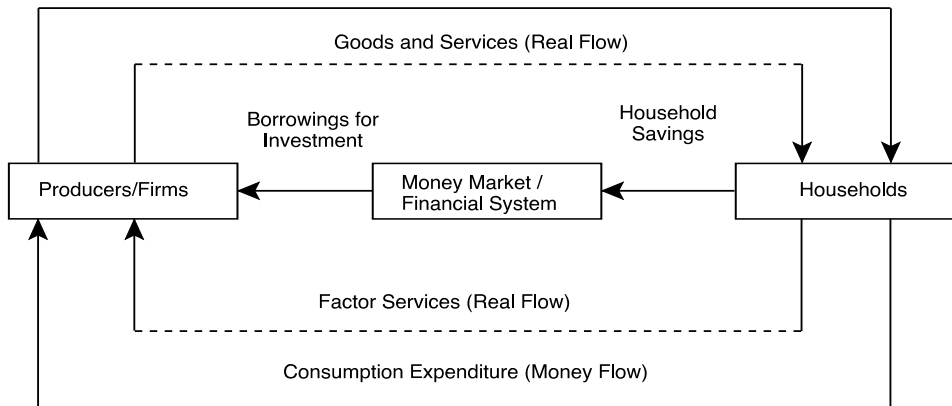 Goods and Services (Real Flow)
Borrowings for
Investment
Household
Savings
Producers/Firms
Money Market /
Financial System
Households
Factor Services (Real Flow)
Consumption Expenditure (Money Flow)